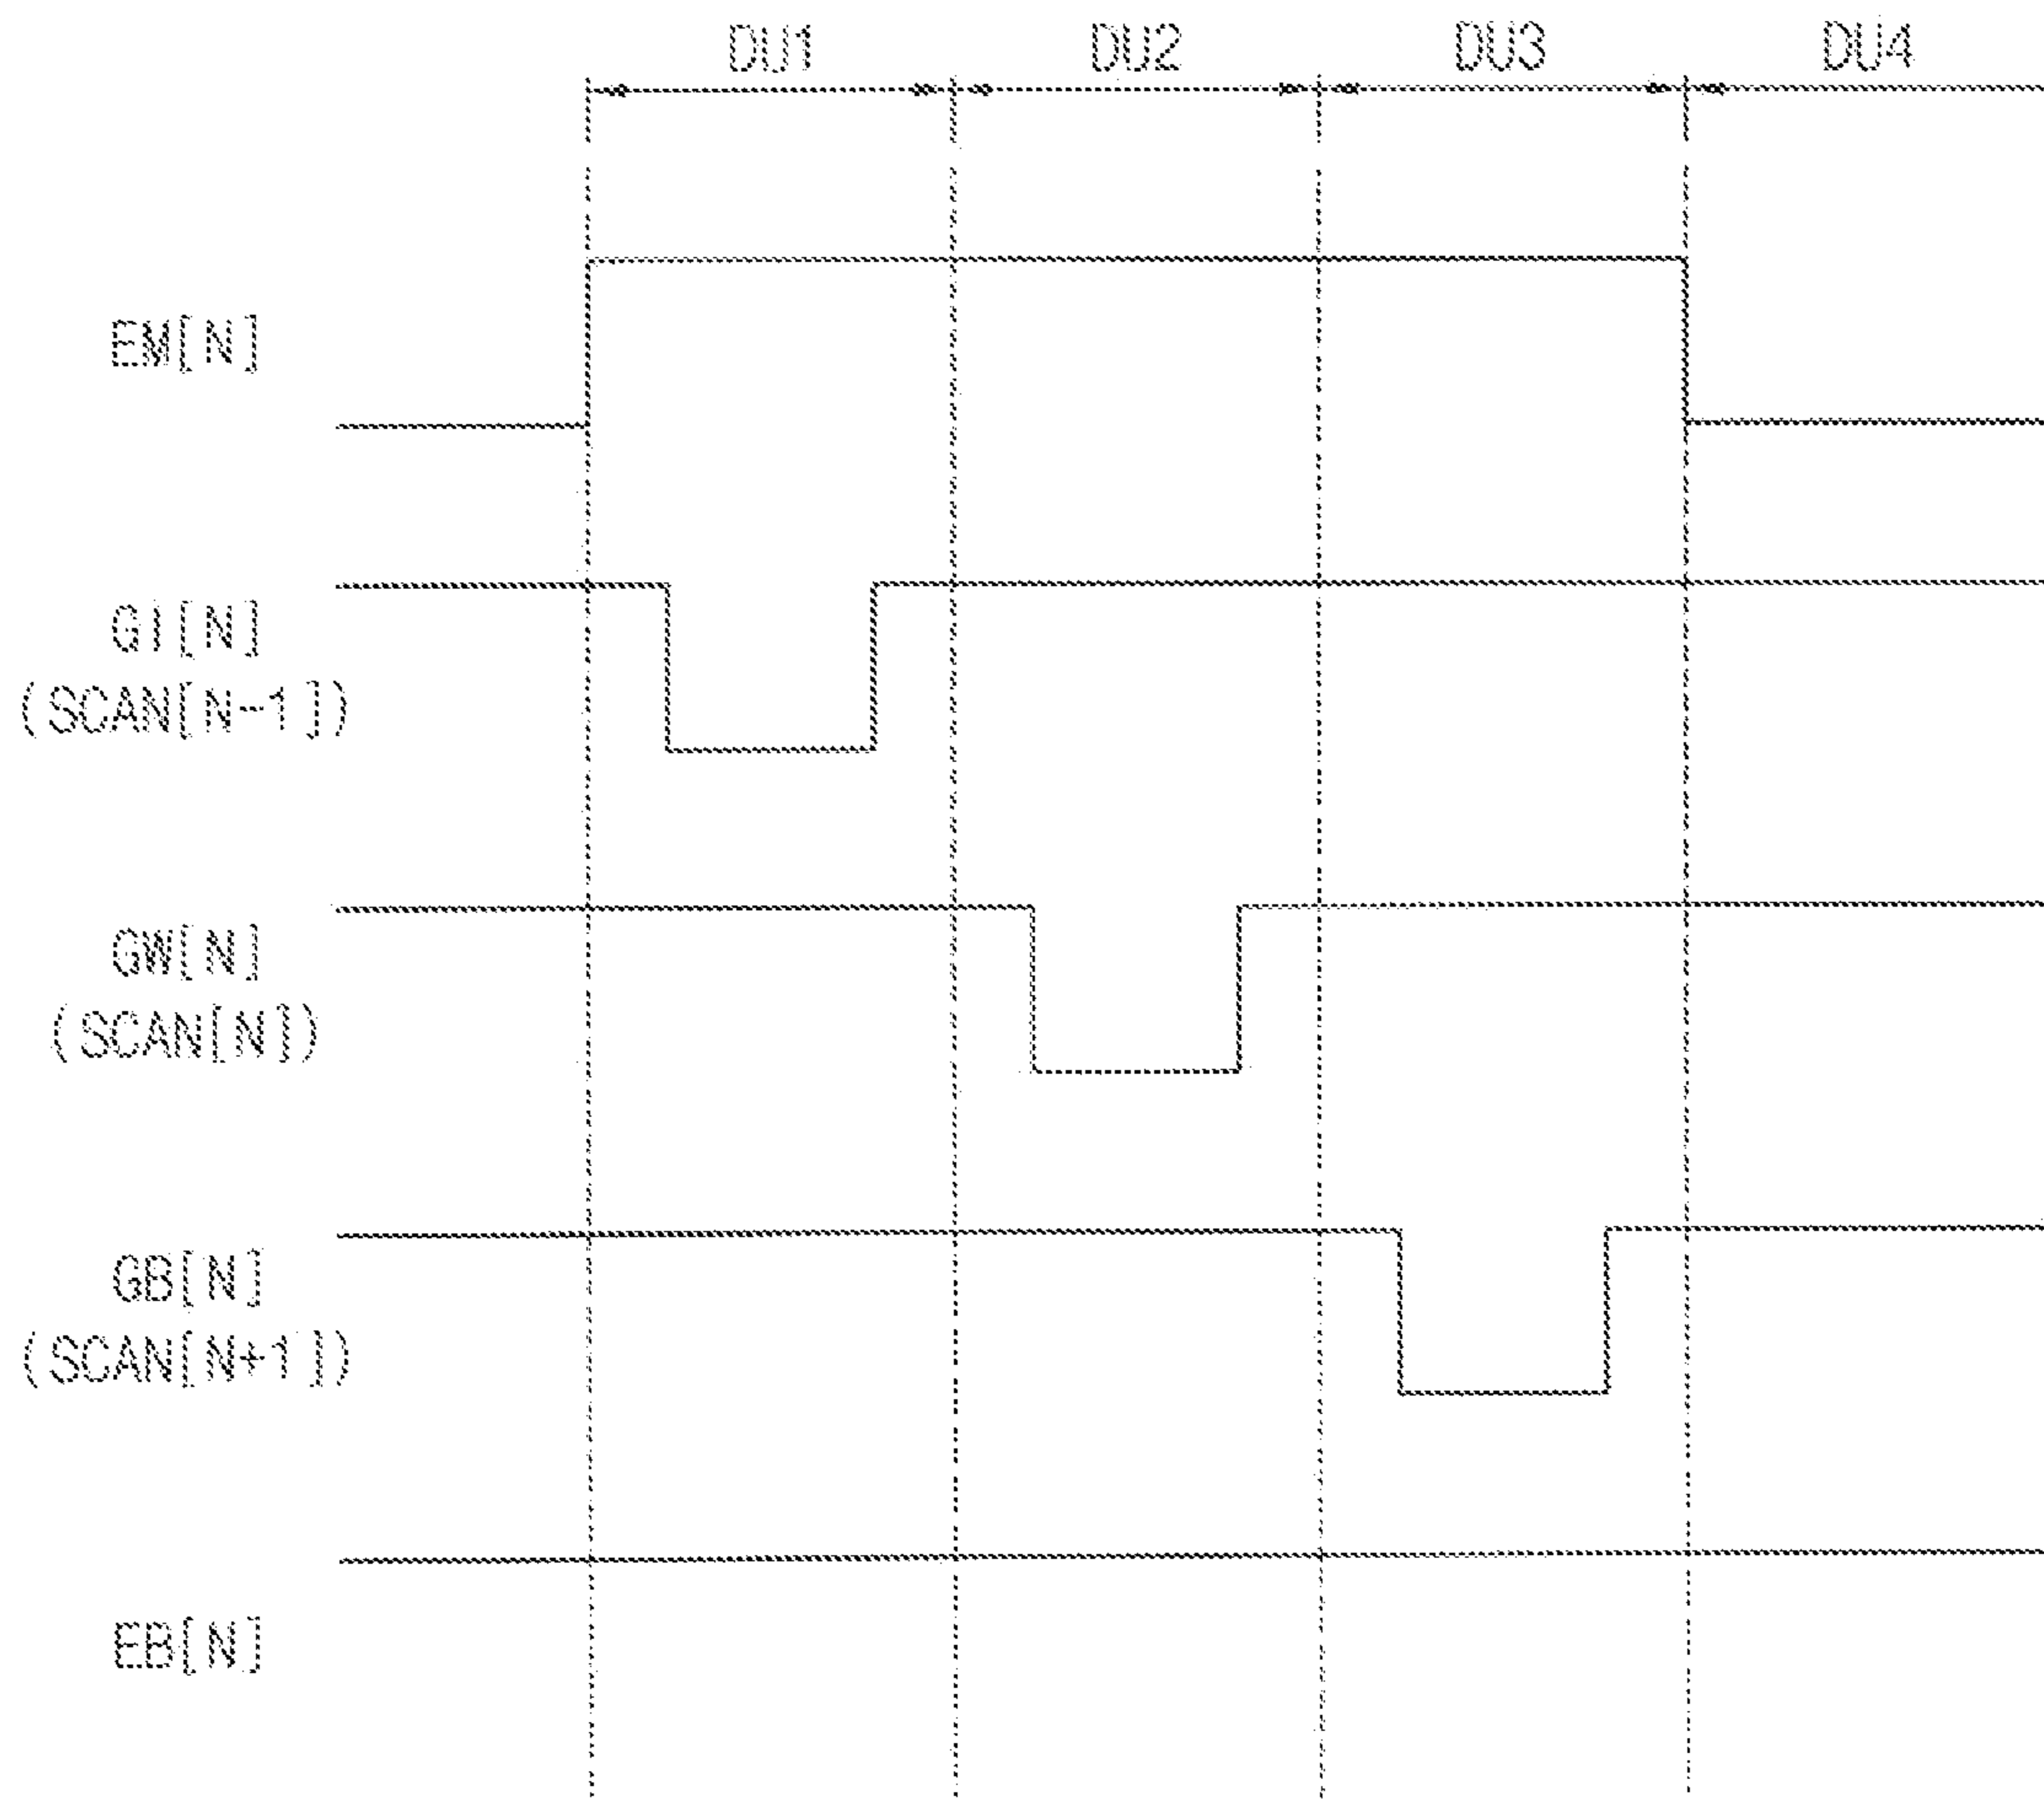 DU1 DU2 DU3 DU4
EM[N]
GI[N]
(SCAN[N-1])
GW[N]
(SCAN[N])
GB[N]
(SCAN[N+1])
EB[N]